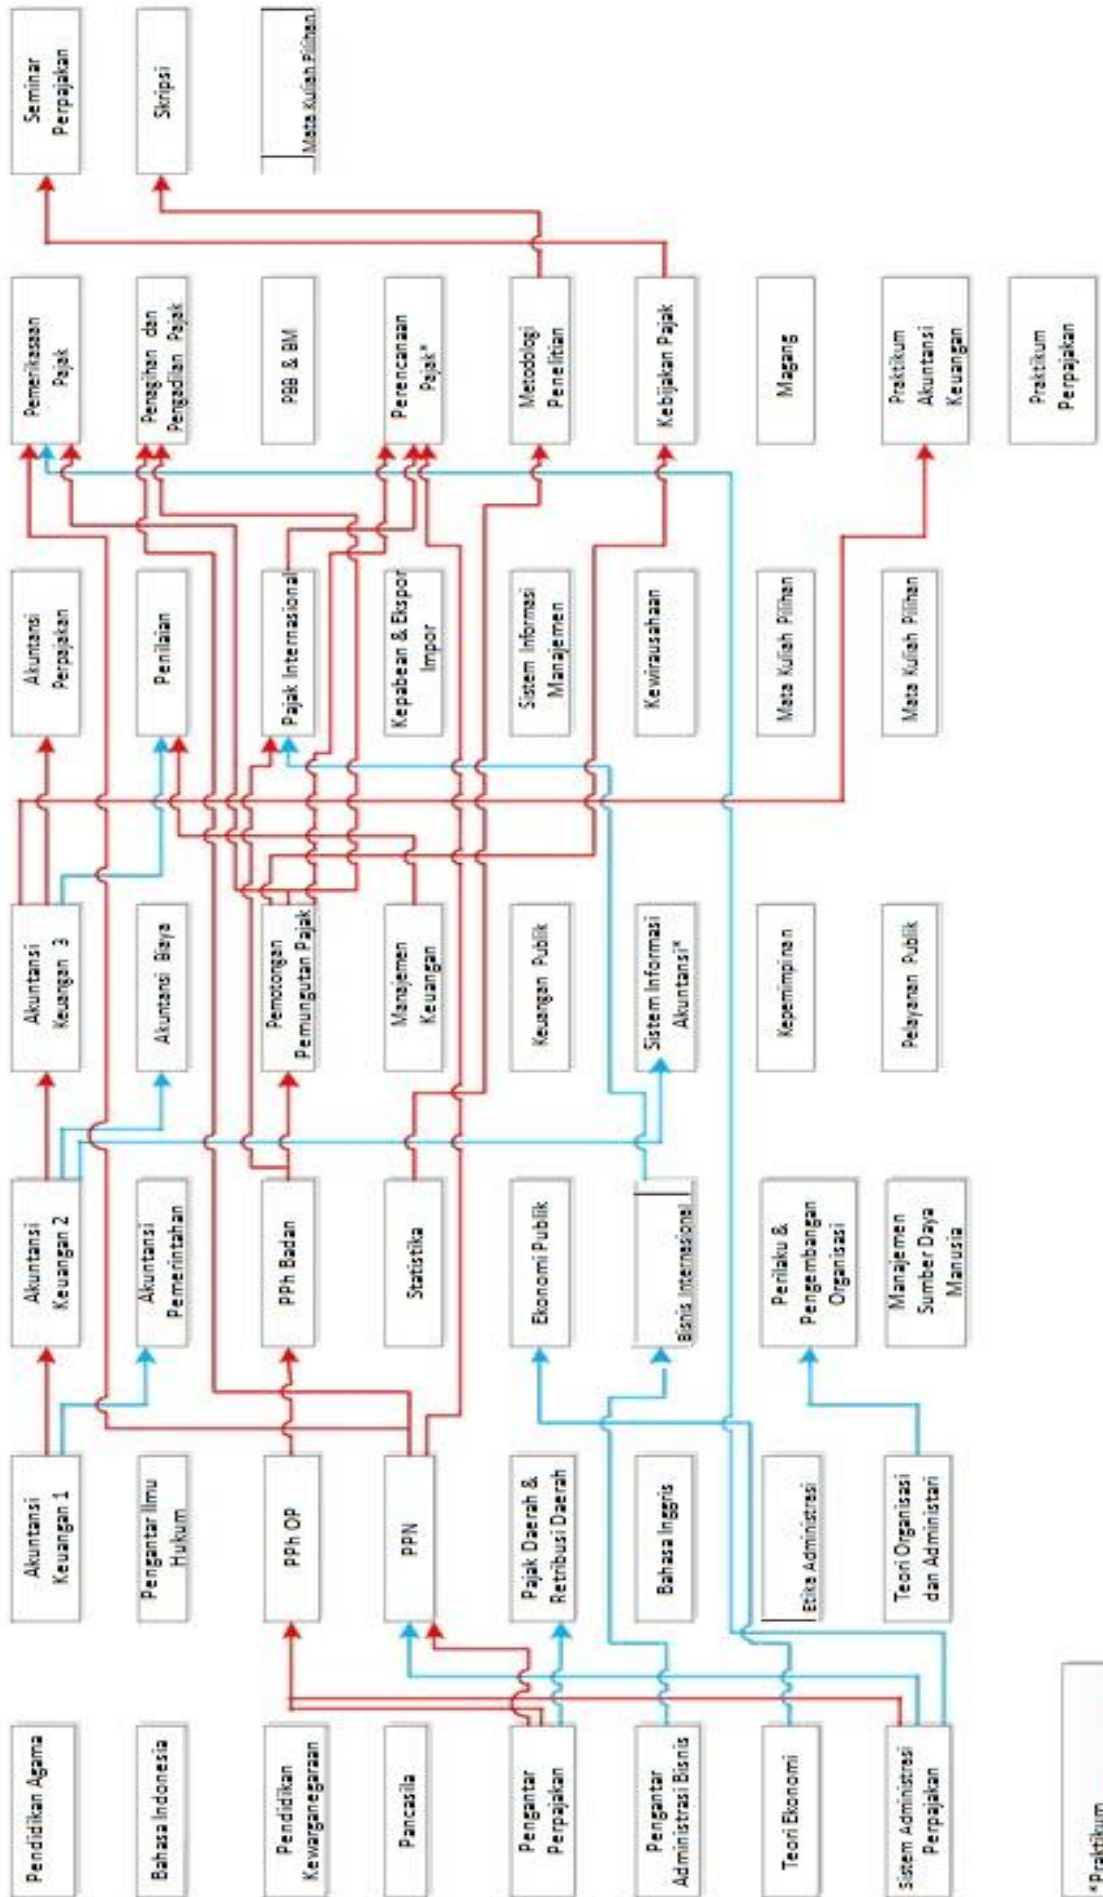 Pendidikan Agama
Bahasa Indonesia
Pendidikan
Kewarganegaraan
Pancasila
Pengantar
Perpajakan
Pengantar
Administrasi Bisnis
Teori Ekonomi
Sistem Administrasi
Perpajakan
Akuntansi
Keuangan 1
Pengantar Ilmu
Hukum
PPh OP
PPN
Pajak Daerah &
Retribusi Daerah
Bahasa Inggris
Etika Administrasi
Teori Organisasi
dan Administari
Akuntansi
Keuangan 2
Akuntansi
Pemerintahan
PPh Badan
Statistika
Ekonomi Publik
Bisnis Internasional
Perilaku &
Pengembangan
Organisasi
Manajemen
Sumber Daya
Manusia
Akuntansi
Keuangan 3
Akuntansi Biaya
Pemotongan
Pemungutan Pajak
Manajemen
Keuangan
Keuangan Publik
Sistem Informasi
Akuntansi*
Kepemimpinan
Pelayanan Publik
Akuntansi
Perpajakan
Penilaian
Pajak Internasional
Kepabean & Ekspor
Impor
Sistem Informasi
Manajemen
Kewirausahaan
Mata Kuliah Pilihan
Mata Kuliah Pilihan
Pemerikasaan
Pajak
Penagihan dan
Pengadilan Pajak
PBB & BM
Perencanaan
Pajak*
Metodologi
Penelitian
Kebijakan Pajak
Magang
Praktikum
Akuntansi
Keuangan
Praktikum
Perpajakan
Seminar
Perpajakan
Skripsi
Mata Kuliah Pilihan
*Praktikum